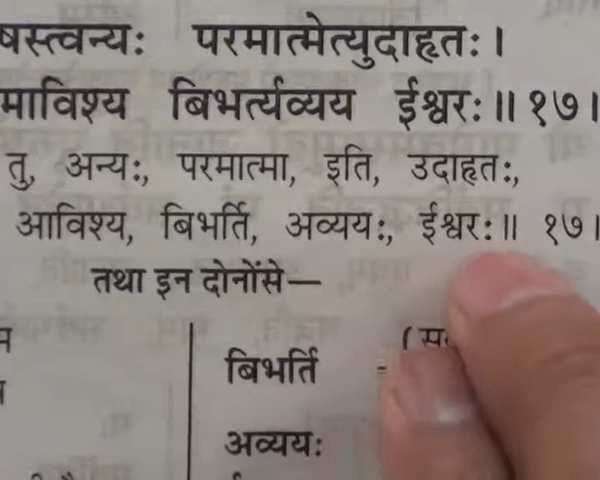 षस्त्वन्यः परमात्मेत्युदाहृतः।
माविश्य बिभर्त्यव्यय ईश्वरः॥ १७॥
तु, अन्यः, परमात्मा, इति, उदाहृतः,
आविश्य, बिभर्ति, अव्ययः, ईश्वरः॥ १७॥
तथा इन दोनोंसे—
बिभर्ति =
अव्ययः